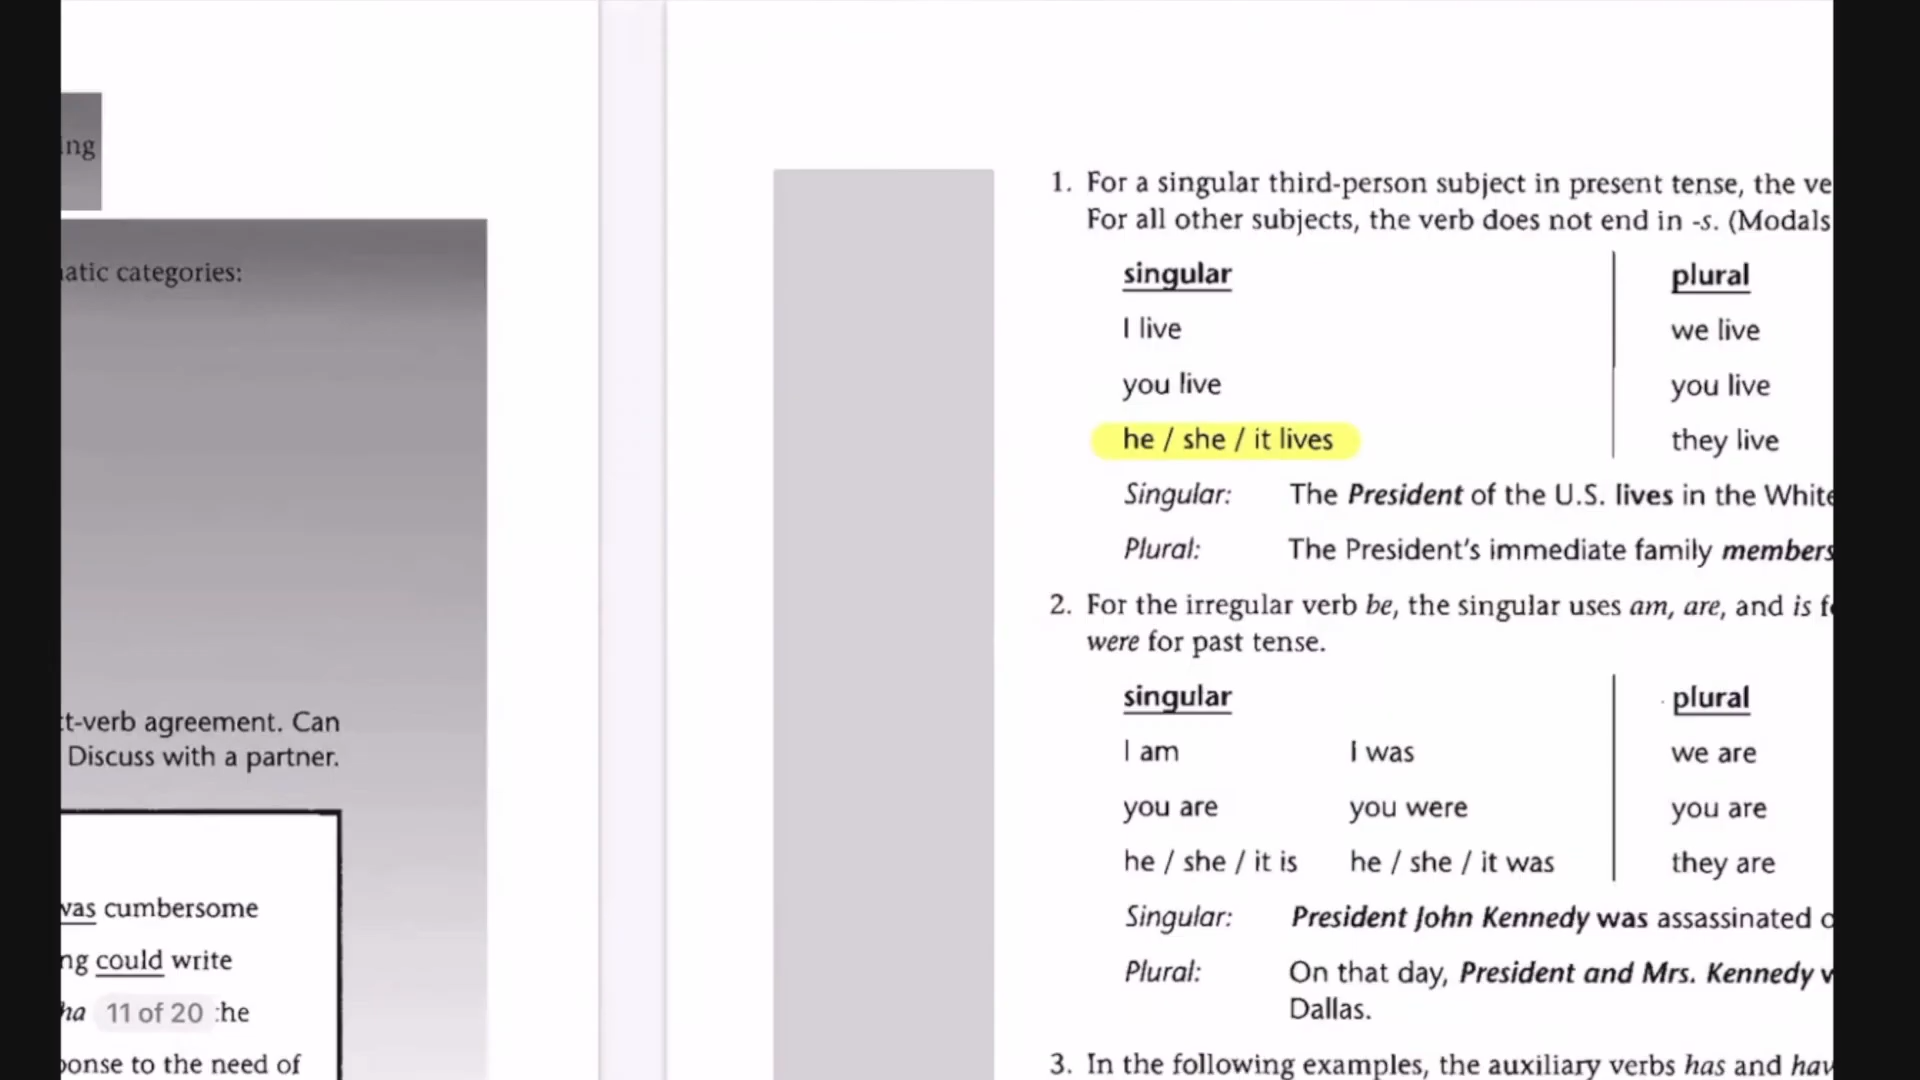 ing
atic categories:
t-verb agreement. Can
Discuss with a partner.
was cumbersome
ng could write
ha 11 of 20 :he
ponse to the need of
1. For a singular third-person subject in present tense, the ve
For all other subjects, the verb does not end in -s. (Modals
singular plural
I live we live
you live you live
he / she / it lives they live
Singular: The President of the U.S. lives in the White
Plural: The President's immediate family members
2. For the irregular verb be, the singular uses am, are, and is f
were for past tense.
singular plural
I am I was we are
you are you were you are
he / she / it is he / she / it was they are
Singular: President John Kennedy was assassinated o
Plural: On that day, President and Mrs. Kennedy w
Dallas.
3. In the following examples, the auxiliary verbs has and hav